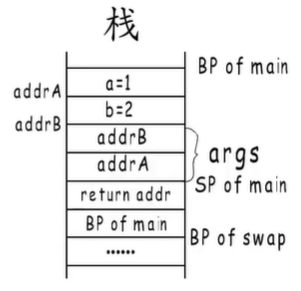 栈
BP of main
addrA
a=1
addrB
b=2
addrB
addrA
args
SP of main
return addr
BP of main
BP of swap
......